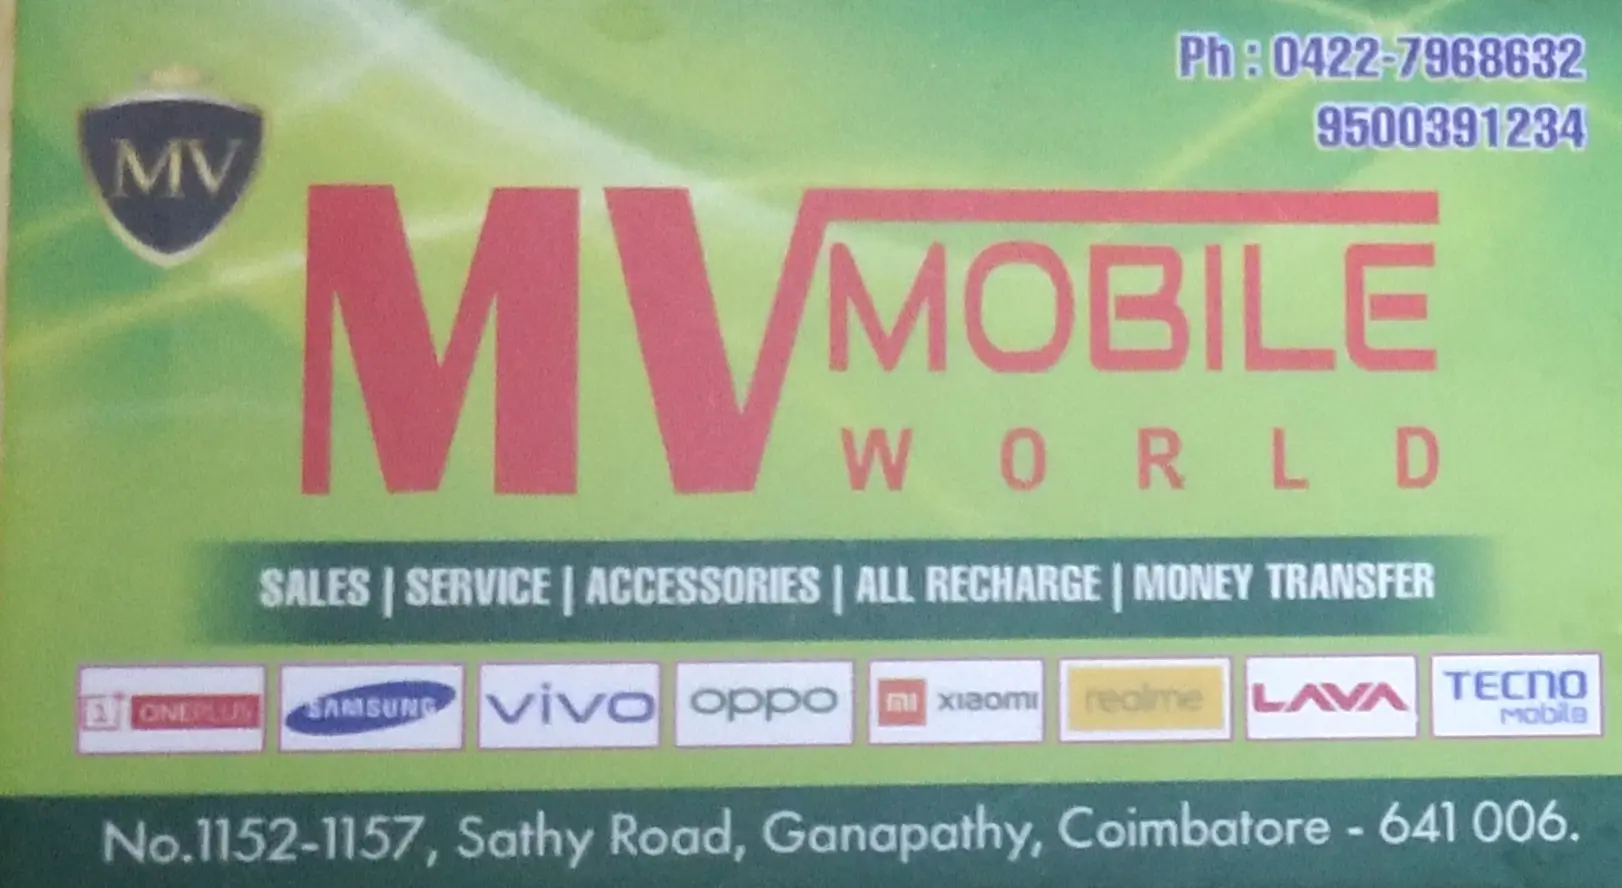 Ph : 0422-7968632
9500391234
MV
MV MOBILE
WORLD
SALES | SERVICE | ACCESSORIES | ALL RECHARGE | MONEY TRANSFER
1+ ONEPLUS SAMSUNG vivo oppo mi xiaomi realme LAVA TECNO mobile
No.1152-1157, Sathy Road, Ganapathy, Coimbatore - 641 006.